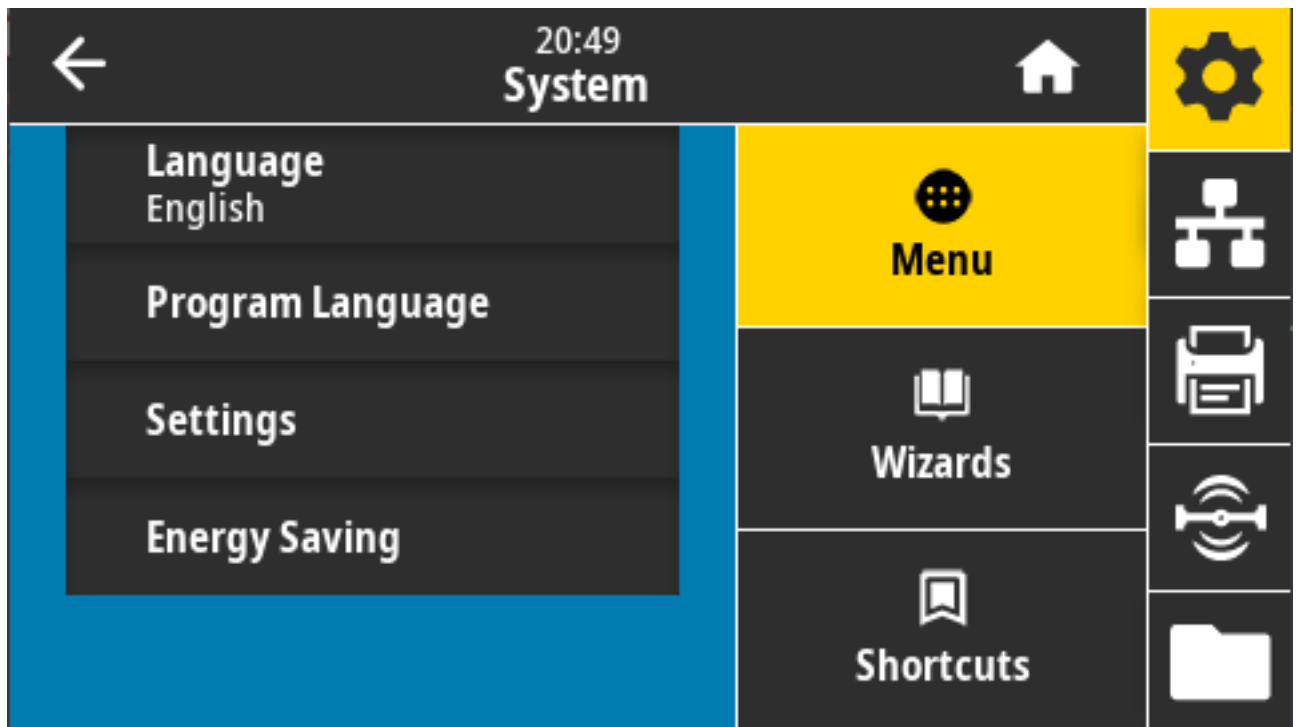 20:49
System
Language
English
Program Language
Settings
Energy Saving
Menu
Wizards
Shortcuts